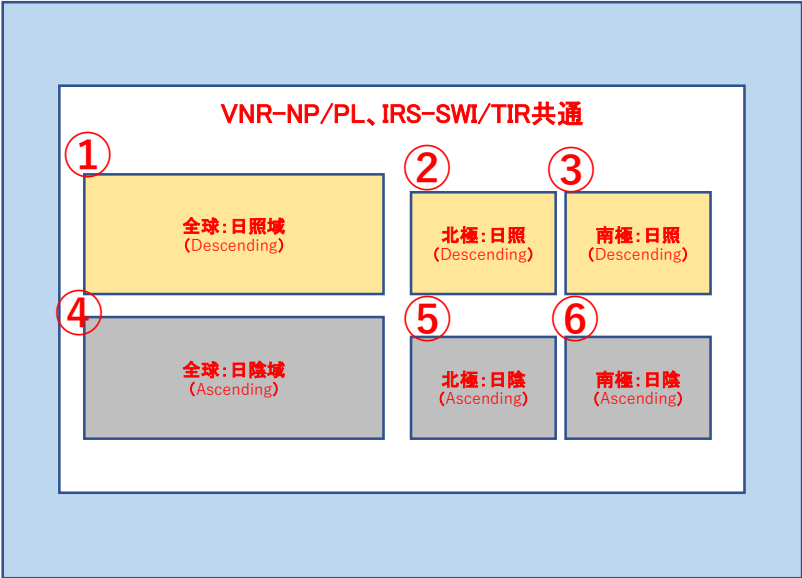 VNR-NP/PL、IRS-SWI/TIR共通
①
②
③
全球:日照域
(Descending)
北極:日照
(Descending)
南極:日照
(Descending)
④
⑤
⑥
全球:日陰域
(Ascending)
北極:日陰
(Ascending)
南極:日陰
(Ascending)